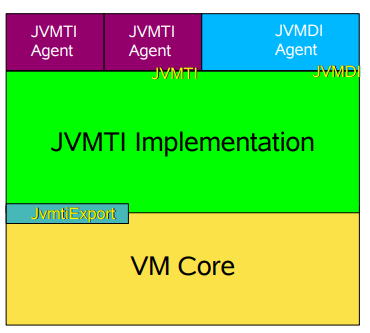 JVMTI
Agent
JVMTI
Agent
JVMDI
Agent
JVMTI
JVMDI
JVMTI Implementation
JvmtiExport
VM Core